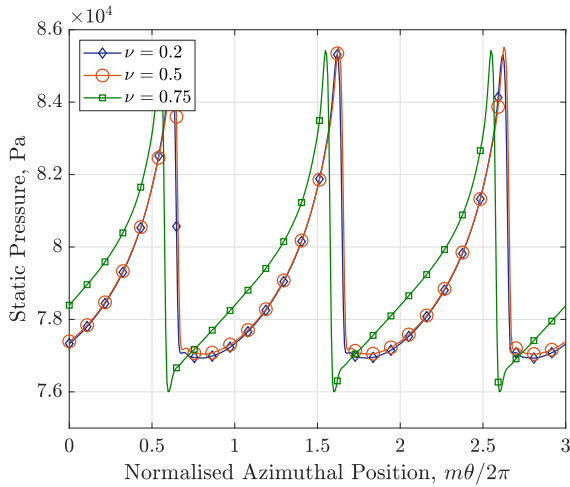 ×10⁴
8.6
8.4
8.2
8
7.8
7.6
Static Pressure, Pa
ν = 0.2
ν = 0.5
ν = 0.75
0 0.5 1 1.5 2 2.5 3
Normalised Azimuthal Position, mθ/2π